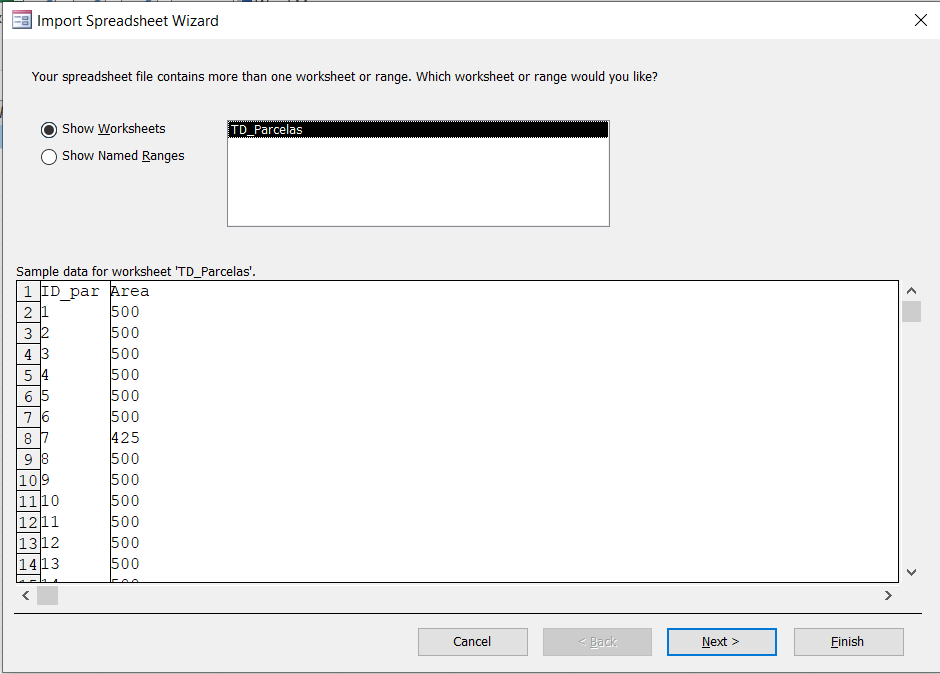 Import Spreadsheet Wizard
Your spreadsheet file contains more than one worksheet or range. Which worksheet or range would you like?
Show Worksheets
Show Named Ranges
TD_Parcelas
Sample data for worksheet 'TD_Parcelas'.
1 ID_par Area
2 1 500
3 2 500
4 3 500
5 4 500
6 5 500
7 6 500
8 7 425
9 8 500
10 9 500
11 10 500
12 11 500
13 12 500
14 13 500
Cancel < Back Next > Finish